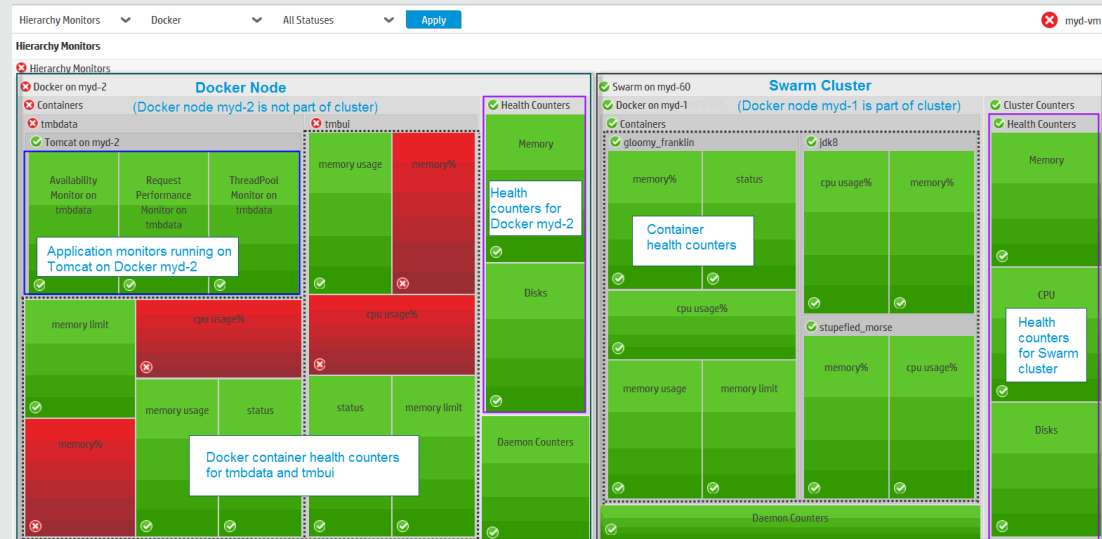 Hierarchy Monitors Docker All Statuses Apply myd-vm
Hierarchy Monitors
Hierarchy Monitors
Docker on myd-2
Docker Node
Containers
(Docker node myd-2 is not part of cluster)
tmbdata
Tomcat on myd-2
Availability
Monitor on
tmbdata
Request
Performance
Monitor on
tmbdata
ThreadPool
Monitor on
tmbdata
Application monitors running on
Tomcat on Docker myd-2
memory limit
cpu usage%
memory%
memory usage
status
tmbui
memory usage
memory%
cpu usage%
status
memory limit
Docker container health counters
for tmbdata and tmbui
Health Counters
Memory
Health
counters for
Docker myd-2
Disks
Daemon Counters
Swarm on myd-60
Swarm Cluster
Docker on myd-1
(Docker node myd-1 is part of cluster)
Containers
gloomy_franklin
memory%
status
Container
health counters
cpu usage%
memory usage
memory limit
jdk8
cpu usage%
memory%
stupefied_morse
memory%
cpu usage%
Daemon Counters
Cluster Counters
Health Counters
Memory
CPU
Health
counters
for Swarm
cluster
Disks